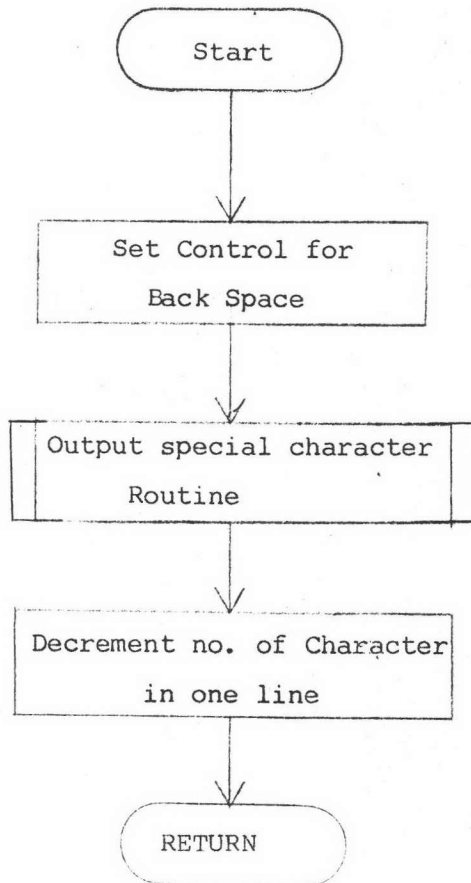 Start
Set Control for
Back Space
Output special character
Routine
Decrement no. of Character
in one line
RETURN